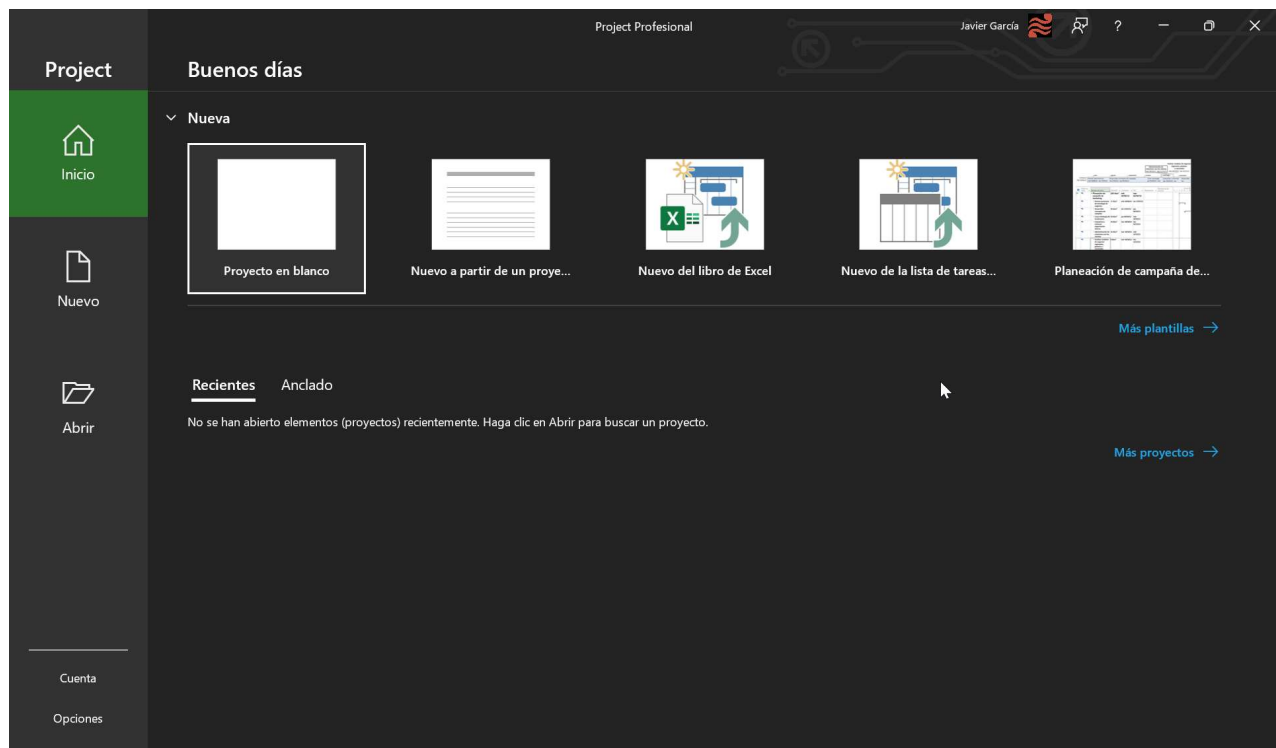 Project Profesional
Javier García
?
Project
Buenos días
Inicio
Nuevo
Abrir
Cuenta
Opciones
Nueva
Proyecto en blanco
Nuevo a partir de un proye...
Nuevo del libro de Excel
Nuevo de la lista de tareas...
Planeación de campaña de...
Más plantillas
Recientes Anclado
No se han abierto elementos (proyectos) recientemente. Haga clic en Abrir para buscar un proyecto.
Más proyectos